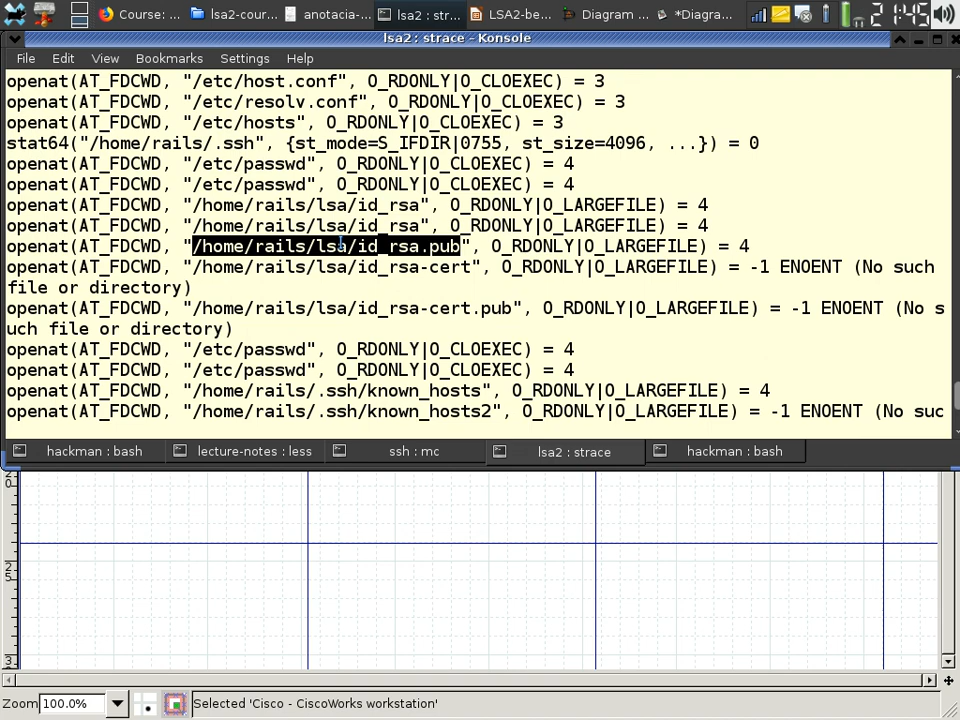 Course: ...
lsa2-cour...
anotacia-...
lsa2 : str...
LSA2-be...
Diagram ...
*Diagra...
2 1:45
lsa2 : strace - Konsole
File Edit View Bookmarks Settings Help
openat(AT_FDCWD, "/etc/host.conf", O_RDONLY|O_CLOEXEC) = 3
openat(AT_FDCWD, "/etc/resolv.conf", O_RDONLY|O_CLOEXEC) = 3
openat(AT_FDCWD, "/etc/hosts", O_RDONLY|O_CLOEXEC) = 3
stat64("/home/rails/.ssh", {st_mode=S_IFDIR|0755, st_size=4096, ...}) = 0
openat(AT_FDCWD, "/etc/passwd", O_RDONLY|O_CLOEXEC) = 4
openat(AT_FDCWD, "/etc/passwd", O_RDONLY|O_CLOEXEC) = 4
openat(AT_FDCWD, "/home/rails/lsa/id_rsa", O_RDONLY|O_LARGEFILE) = 4
openat(AT_FDCWD, "/home/rails/lsa/id_rsa", O_RDONLY|O_LARGEFILE) = 4
openat(AT_FDCWD, "/home/rails/lsa/id_rsa.pub", O_RDONLY|O_LARGEFILE) = 4
openat(AT_FDCWD, "/home/rails/lsa/id_rsa-cert", O_RDONLY|O_LARGEFILE) = -1 ENOENT (No such
file or directory)
openat(AT_FDCWD, "/home/rails/lsa/id_rsa-cert.pub", O_RDONLY|O_LARGEFILE) = -1 ENOENT (No s
uch file or directory)
openat(AT_FDCWD, "/etc/passwd", O_RDONLY|O_CLOEXEC) = 4
openat(AT_FDCWD, "/etc/passwd", O_RDONLY|O_CLOEXEC) = 4
openat(AT_FDCWD, "/home/rails/.ssh/known_hosts", O_RDONLY|O_LARGEFILE) = 4
openat(AT_FDCWD, "/home/rails/.ssh/known_hosts2", O_RDONLY|O_LARGEFILE) = -1 ENOENT (No suc
hackman : bash
lecture-notes : less
ssh : mc
lsa2 : strace
hackman : bash
Zoom 100.0% Selected 'Cisco - CiscoWorks workstation'